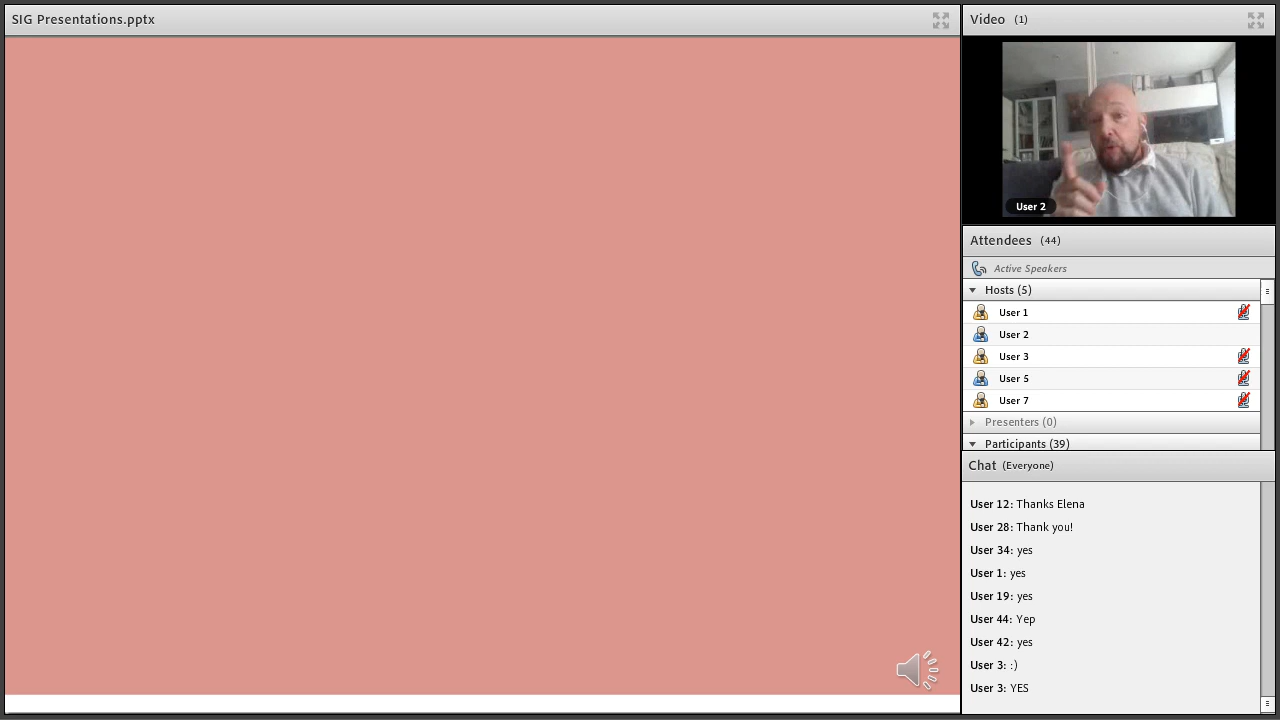 SIG Presentations.pptx
Video (1)
User 2
Attendees (44)
Active Speakers
Hosts (5)
User 1
User 2
User 3
User 5
User 7
Presenters (0)
Participants (39)
Chat (Everyone)
User 12: Thanks Elena
User 28: Thank you!
User 34: yes
User 1: yes
User 19: yes
User 44: Yep
User 42: yes
User 3: :)
User 3: YES